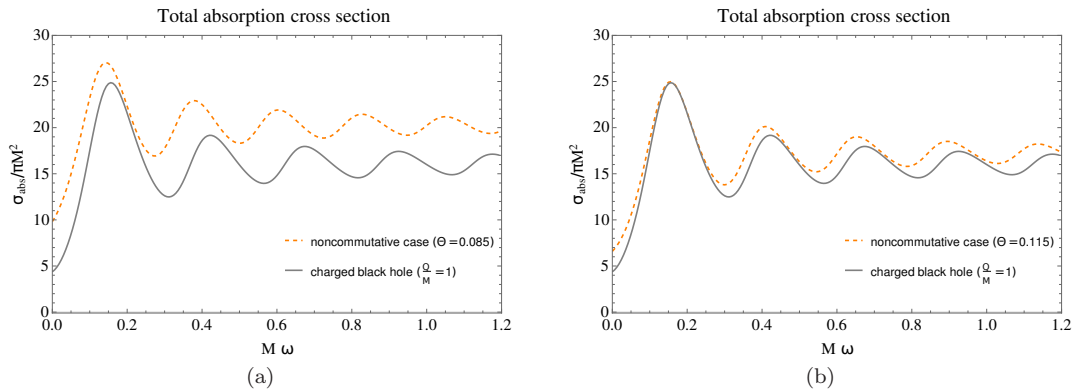 Total absorption cross section
σabs/πM²
30
25
20
15
10
5
0
noncommutative case (Θ=0.085)
charged black hole (Q/M=1)
0.0 0.2 0.4 0.6 0.8 1.0 1.2
M ω
(a)
Total absorption cross section
σabs/πM²
30
25
20
15
10
5
0
noncommutative case (Θ=0.115)
charged black hole (Q/M=1)
0.0 0.2 0.4 0.6 0.8 1.0 1.2
M ω
(b)